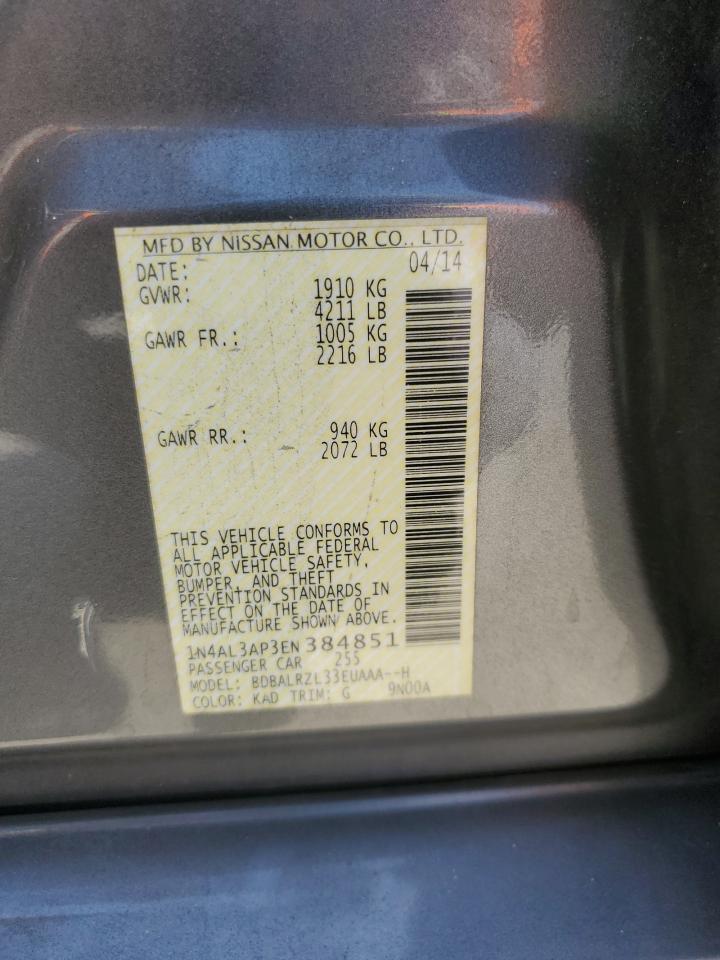 MFD BY NISSAN MOTOR CO., LTD.
DATE: 04/14
GVWR: 1910 KG
4211 LB
GAWR FR.: 1005 KG
2216 LB
GAWR RR.: 940 KG
2072 LB
THIS VEHICLE CONFORMS TO
ALL APPLICABLE FEDERAL
MOTOR VEHICLE SAFETY,
BUMPER, AND THEFT
PREVENTION STANDARDS IN
EFFECT ON THE DATE OF
MANUFACTURE SHOWN ABOVE.
1N4AL3AP3EN 384851
PASSENGER CAR 255
MODEL: BDBALRZL33EUAAA--H
COLOR: KAD TRIM: G 9N00A